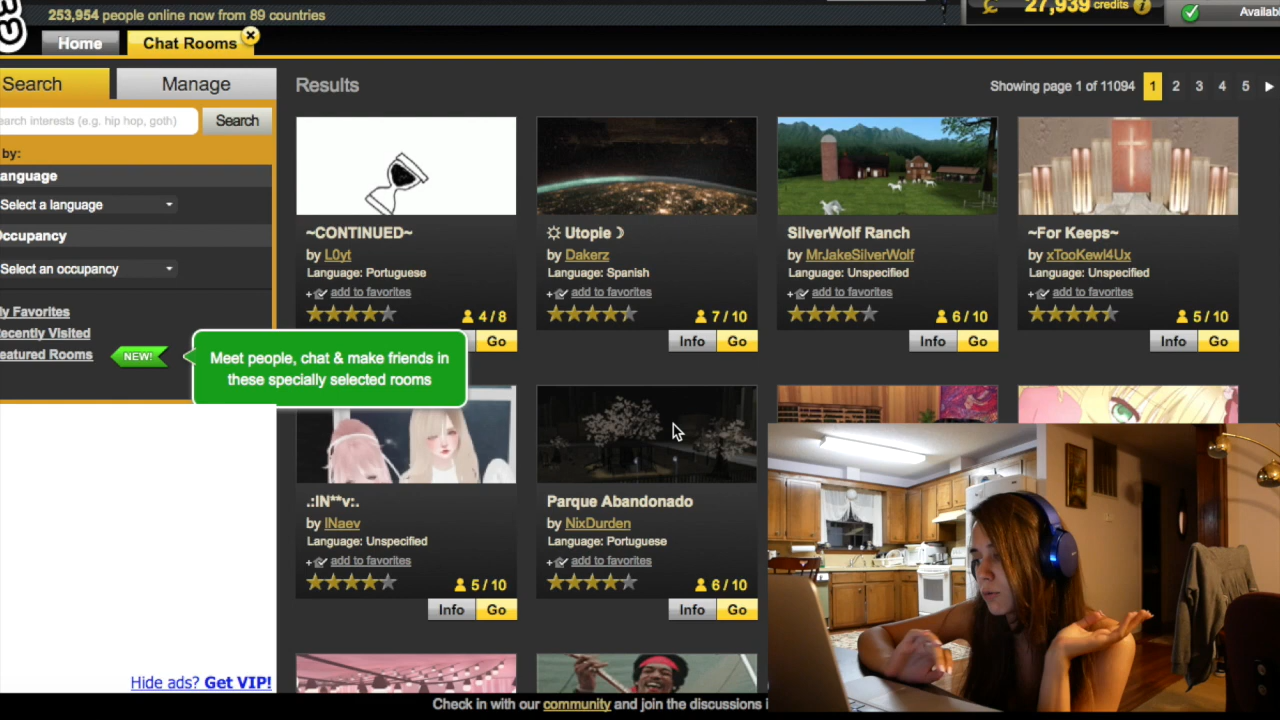 253,954 people online now from 89 countries
27,939 credits
Home
Chat Rooms
Search
Manage
Results
Showing page 1 of 11094 1 2 3 4 5
earch interests (e.g. hip hop, goth)
Search
by:
anguage
Select a language
Occupancy
Select an occupancy
y Favorites
ecently Visited
eatured Rooms
NEW!
Meet people, chat & make friends in
these specially selected rooms
~CONTINUED~
by L0yt
Language: Portuguese
add to favorites
4 / 8
Go
☼ Utopie ☽
by Dakerz
Language: Spanish
add to favorites
7 / 10
Info Go
SilverWolf Ranch
by MrJakeSilverWolf
Language: Unspecified
add to favorites
6 / 10
Info Go
~For Keeps~
by xTooKewl4Ux
Language: Unspecified
add to favorites
5 / 10
Info Go
.:IN**v:.
by INaev
Language: Unspecified
add to favorites
5 / 10
Info Go
Parque Abandonado
by NixDurden
Language: Portuguese
add to favorites
6 / 10
Info Go
Hide ads? Get VIP!
Check in with our community and join the discussions